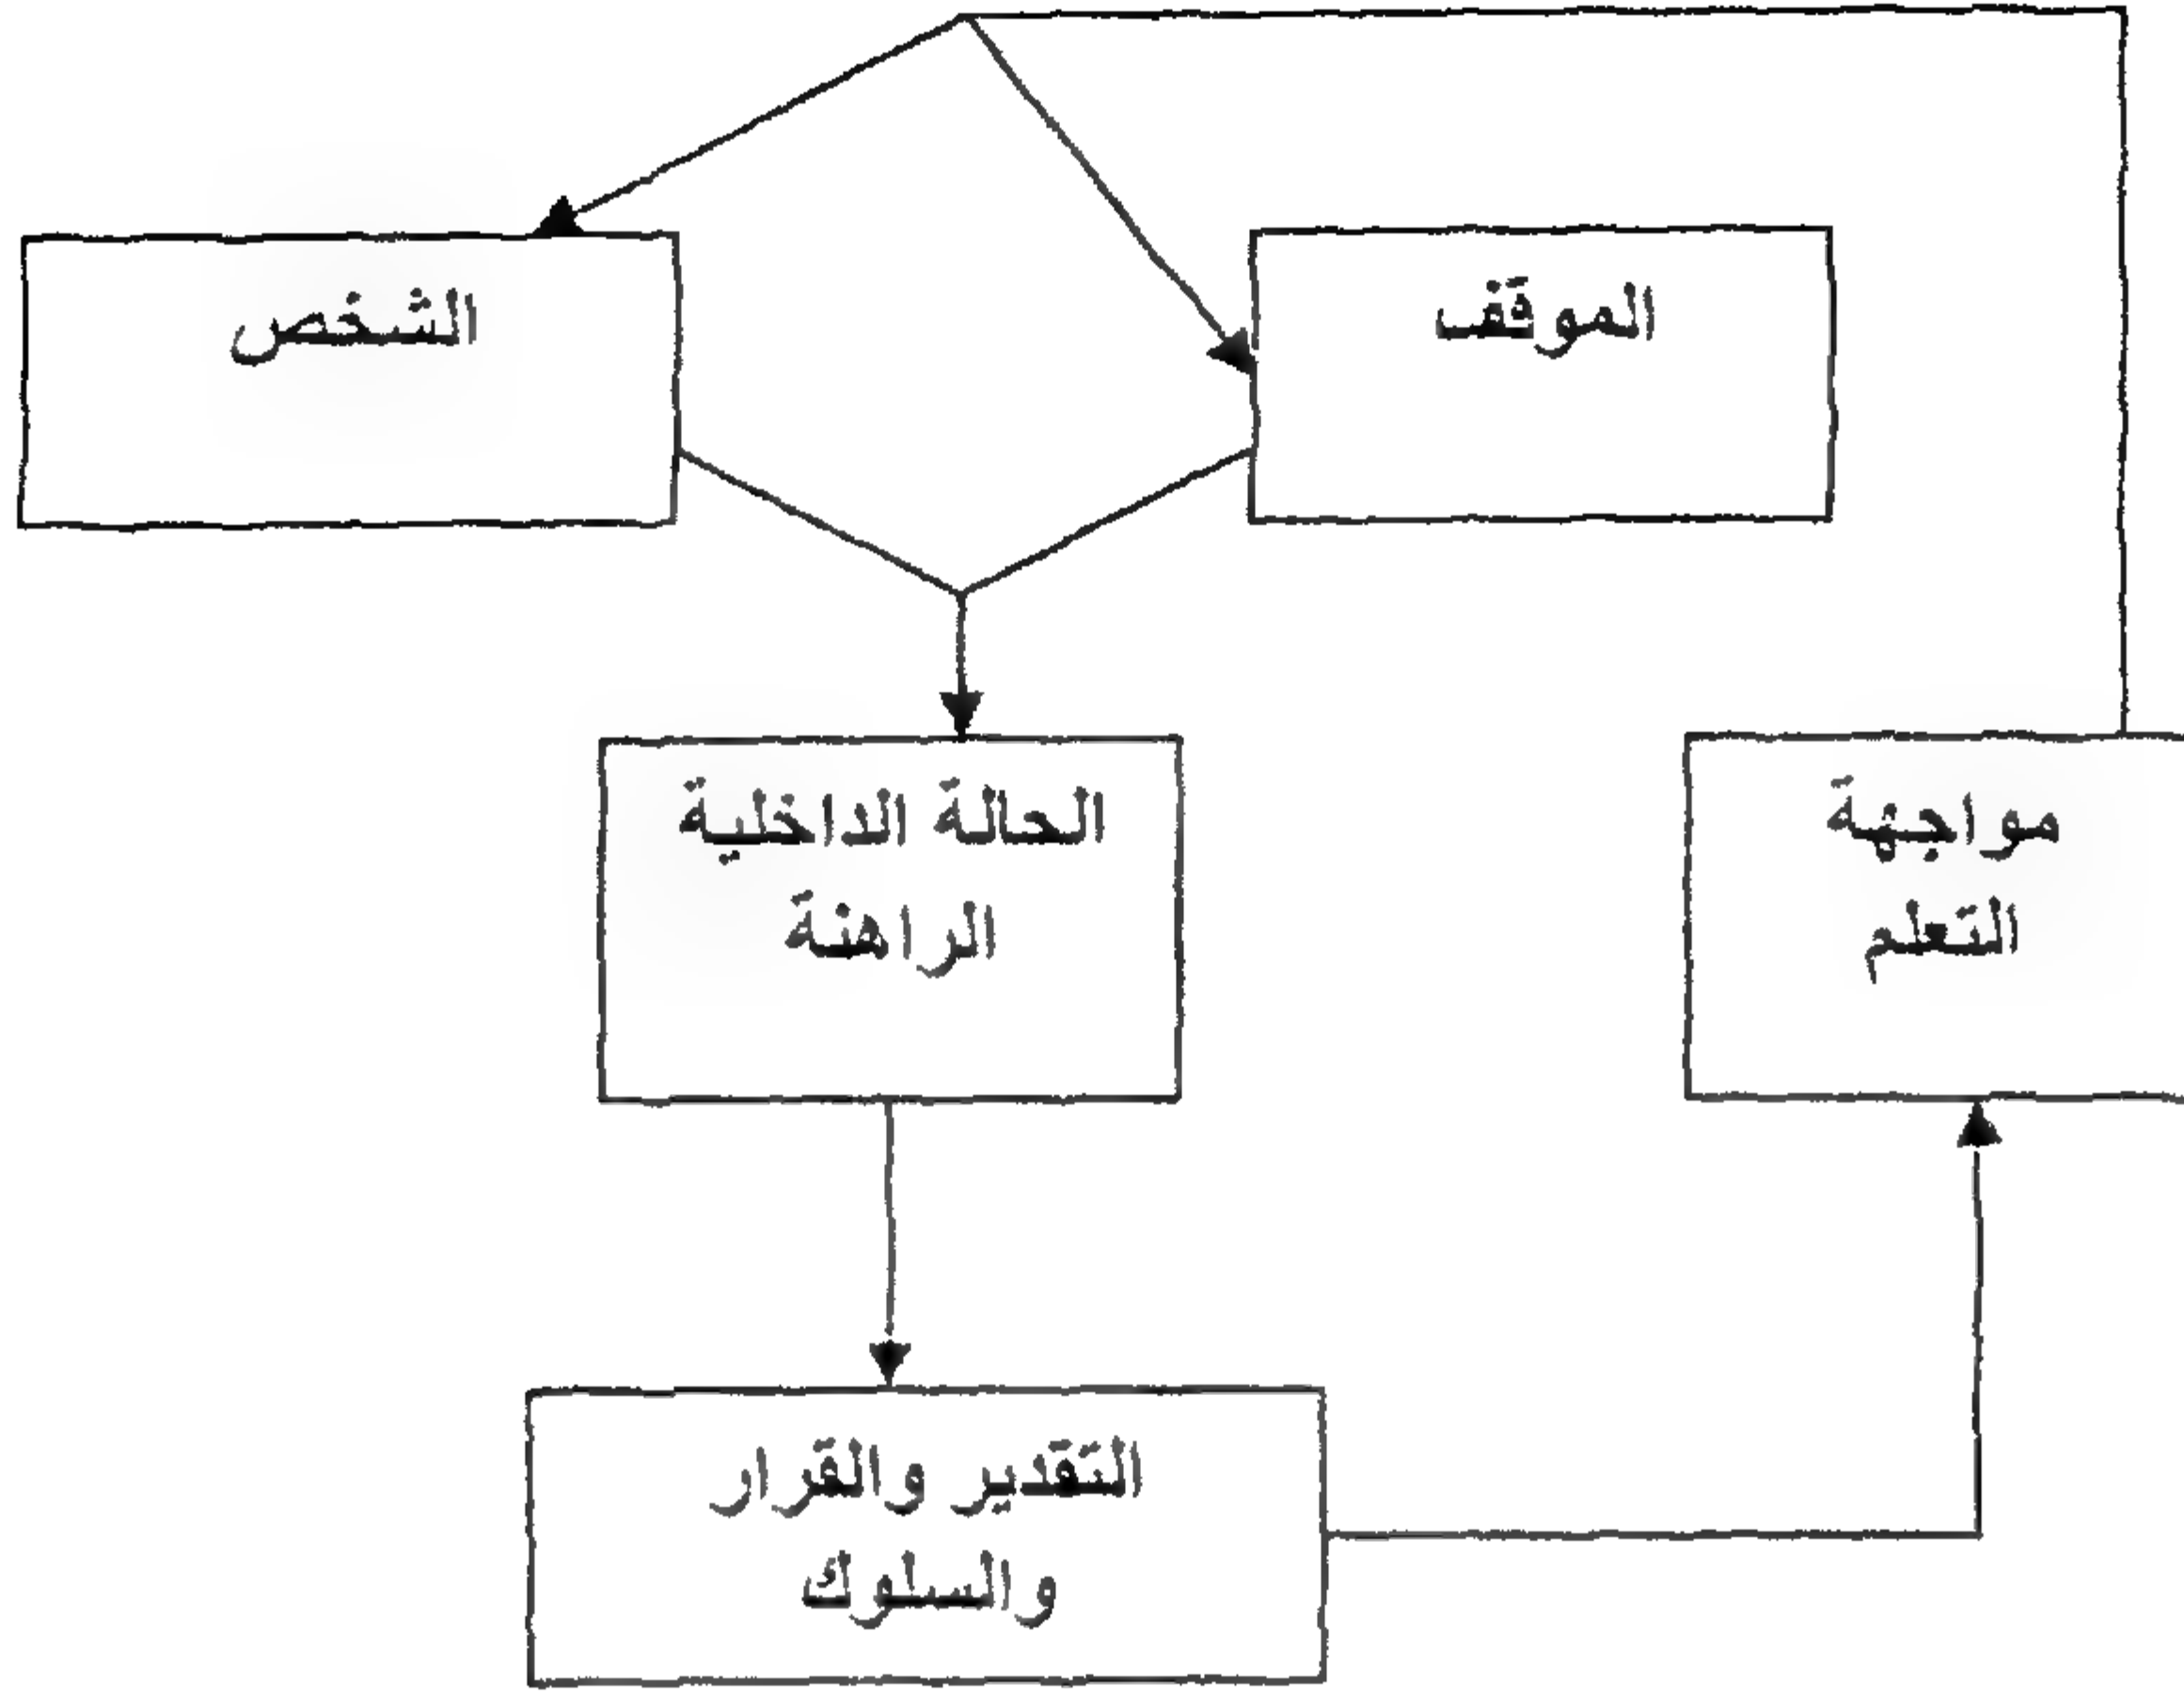 الموقف
الشخص
الحالة الداخلية
الراهنة
مواجهة
التعلم
التقدير والقرار
والسلوك